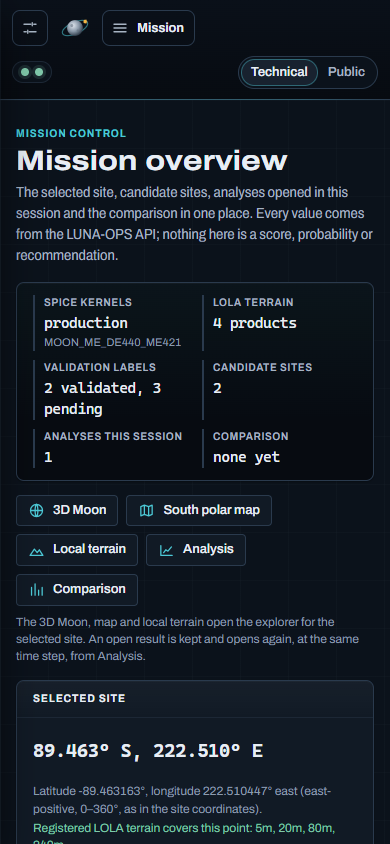 Mission
Technical
Public
MISSION CONTROL
Mission overview
The selected site, candidate sites, analyses opened in this
session and the comparison in one place. Every value comes
from the LUNA-OPS API; nothing here is a score, probability or
recommendation.
SPICE KERNELS
production
MOON_ME_DE440_ME421
LOLA TERRAIN
4 products
VALIDATION LABELS
2 validated, 3
pending
CANDIDATE SITES
2
ANALYSES THIS SESSION
1
COMPARISON
none yet
3D Moon
South polar map
Local terrain
Analysis
Comparison
The 3D Moon, map and local terrain open the explorer for the
selected site. An open result is kept and opens again, at the same
time step, from Analysis.
SELECTED SITE
89.463° S, 222.510° E
Latitude -89.463163°, longitude 222.510447° east (east-
positive, 0–360°, as in the site coordinates).
Registered LOLA terrain covers this point: 5m, 20m, 80m,